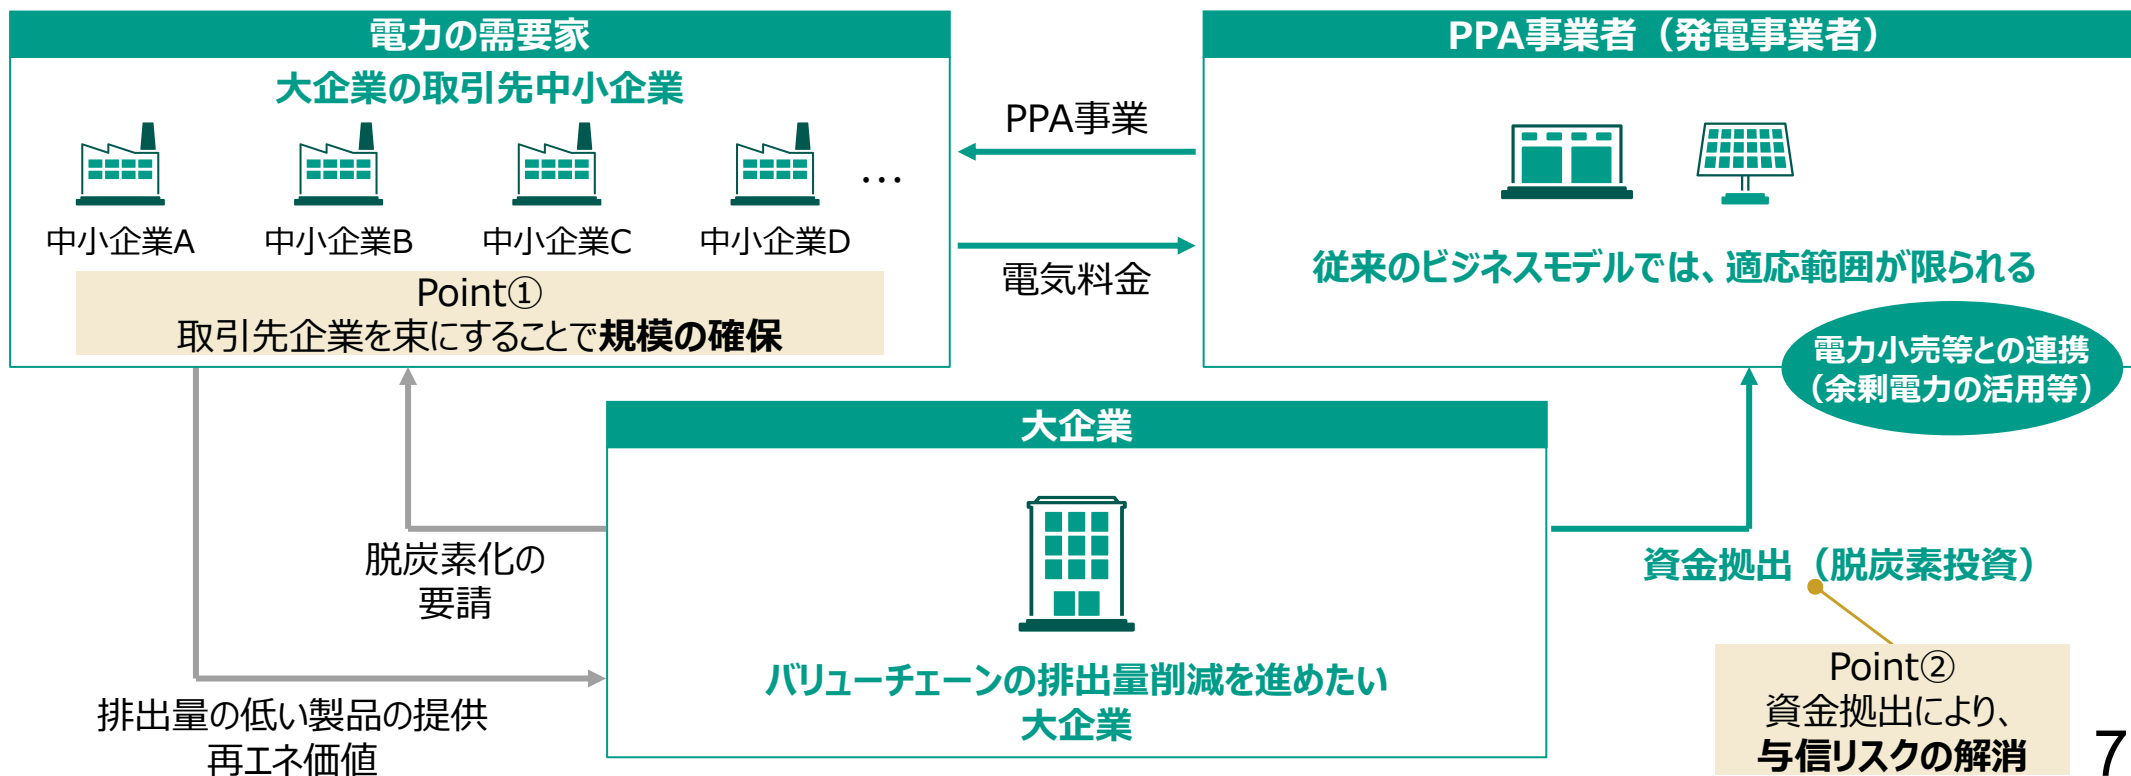 電力の需要家
大企業の取引先中小企業
中小企業A
中小企業B
中小企業C
中小企業D
…
Point①
取引先企業を束にすることで規模の確保
PPA事業
電気料金
PPA事業者（発電事業者）
従来のビジネスモデルでは、適応範囲が限られる
電力小売等との連携
（余剰電力の活用等）
大企業
バリューチェーンの排出量削減を進めたい
大企業
脱炭素化の
要請
排出量の低い製品の提供
再エネ価値
資金拠出（脱炭素投資）
Point②
資金拠出により、
与信リスクの解消
7